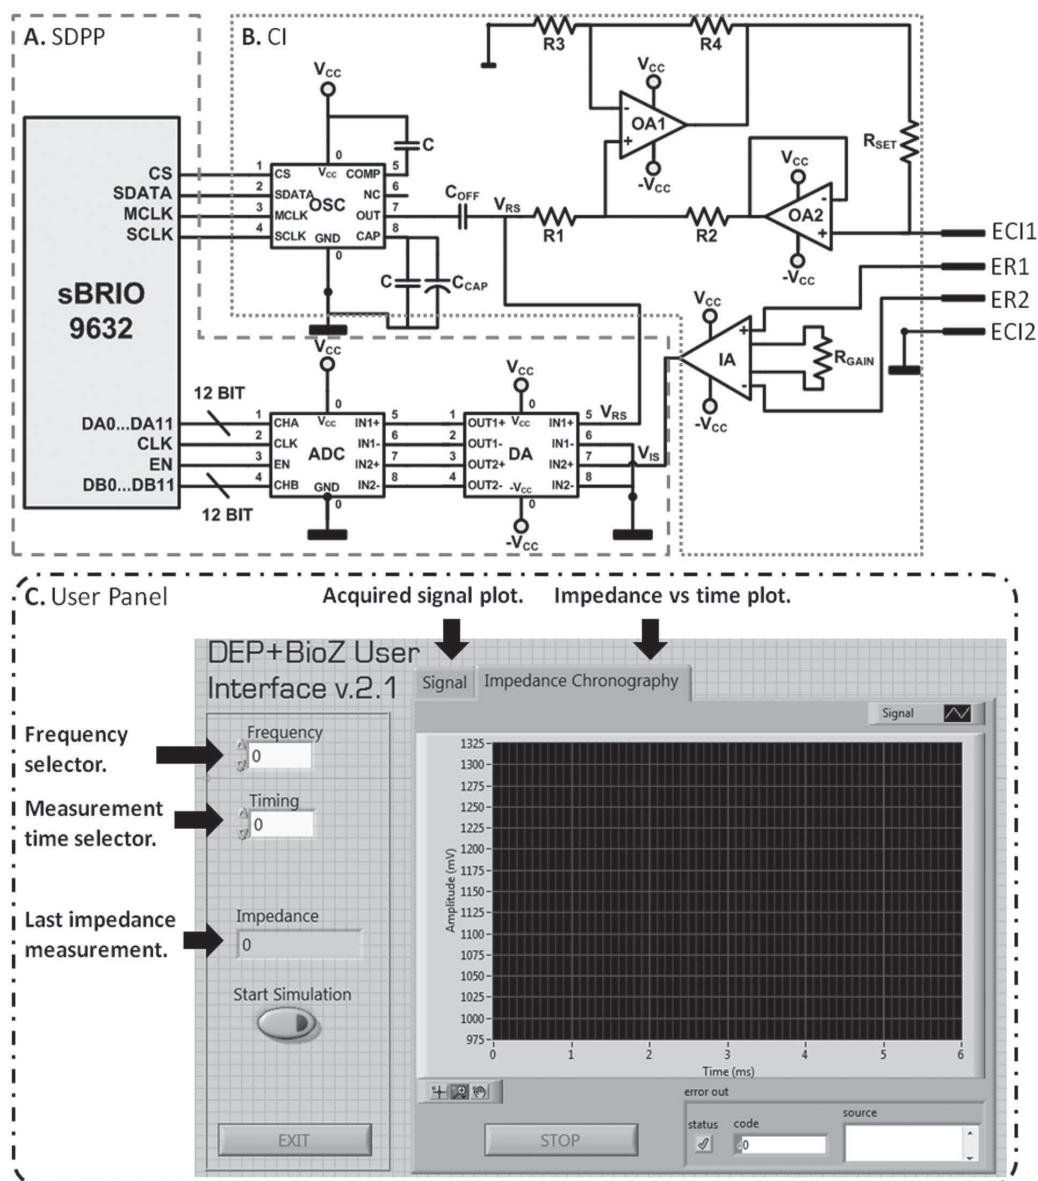 A. SDPP
B. CI
sBRIO
9632
CS
SDATA
MCLK
SCLK
1
2
3
4
VCC
0
CS
VCC
COMP
5
C
SDATA
OSC
NC
6
MCLK
OUT
7
SCLK
GND
CAP
8
0
C
CCAP
COFF
VRS
R1
R2
R3
R4
VCC
-
OA1
+
-VCC
RSET
VCC
-
OA2
+
-VCC
ECI1
ER1
ER2
ECI2
VCC
+
IA
-
RGAIN
-VCC
DA0...DA11
CLK
EN
DB0...DB11
12 BIT
12 BIT
1
2
3
4
VCC
0
CHA
VCC
IN1+
5
CLK
ADC
IN1-
6
EN
IN2+
7
CHB
GND
IN2-
8
0
VCC
0
1
OUT1+
VCC
IN1+
5
VRS
2
OUT1-
DA
IN1-
6
3
OUT2+
IN2+
7
VIS
4
OUT2-
-VCC
IN2-
8
0
-VCC
C. User Panel
Acquired signal plot.
Impedance vs time plot.
DEP+BioZ User
Interface v.2.1
Signal
Impedance Chronography
Signal
Frequency
selector.
Frequency
0
Measurement
time selector.
Timing
0
Last impedance
measurement.
Impedance
0
Start Simulation
EXIT
Amplitude (mV)
1325
1300
1275
1250
1225
1200
1175
1150
1125
1100
1075
1050
1025
1000
975
0
1
2
3
4
5
6
Time (ms)
STOP
error out
status
code
0
source